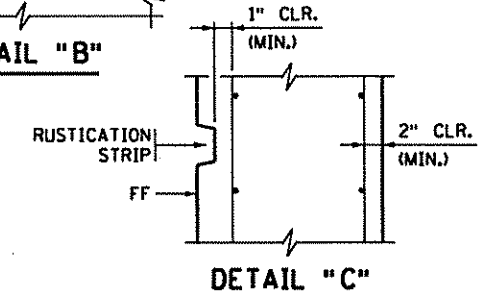 1" CLR.
(MIN.)
AIL "B"
RUSTICATION
STRIP
2" CLR.
(MIN.)
FF
DETAIL "C"